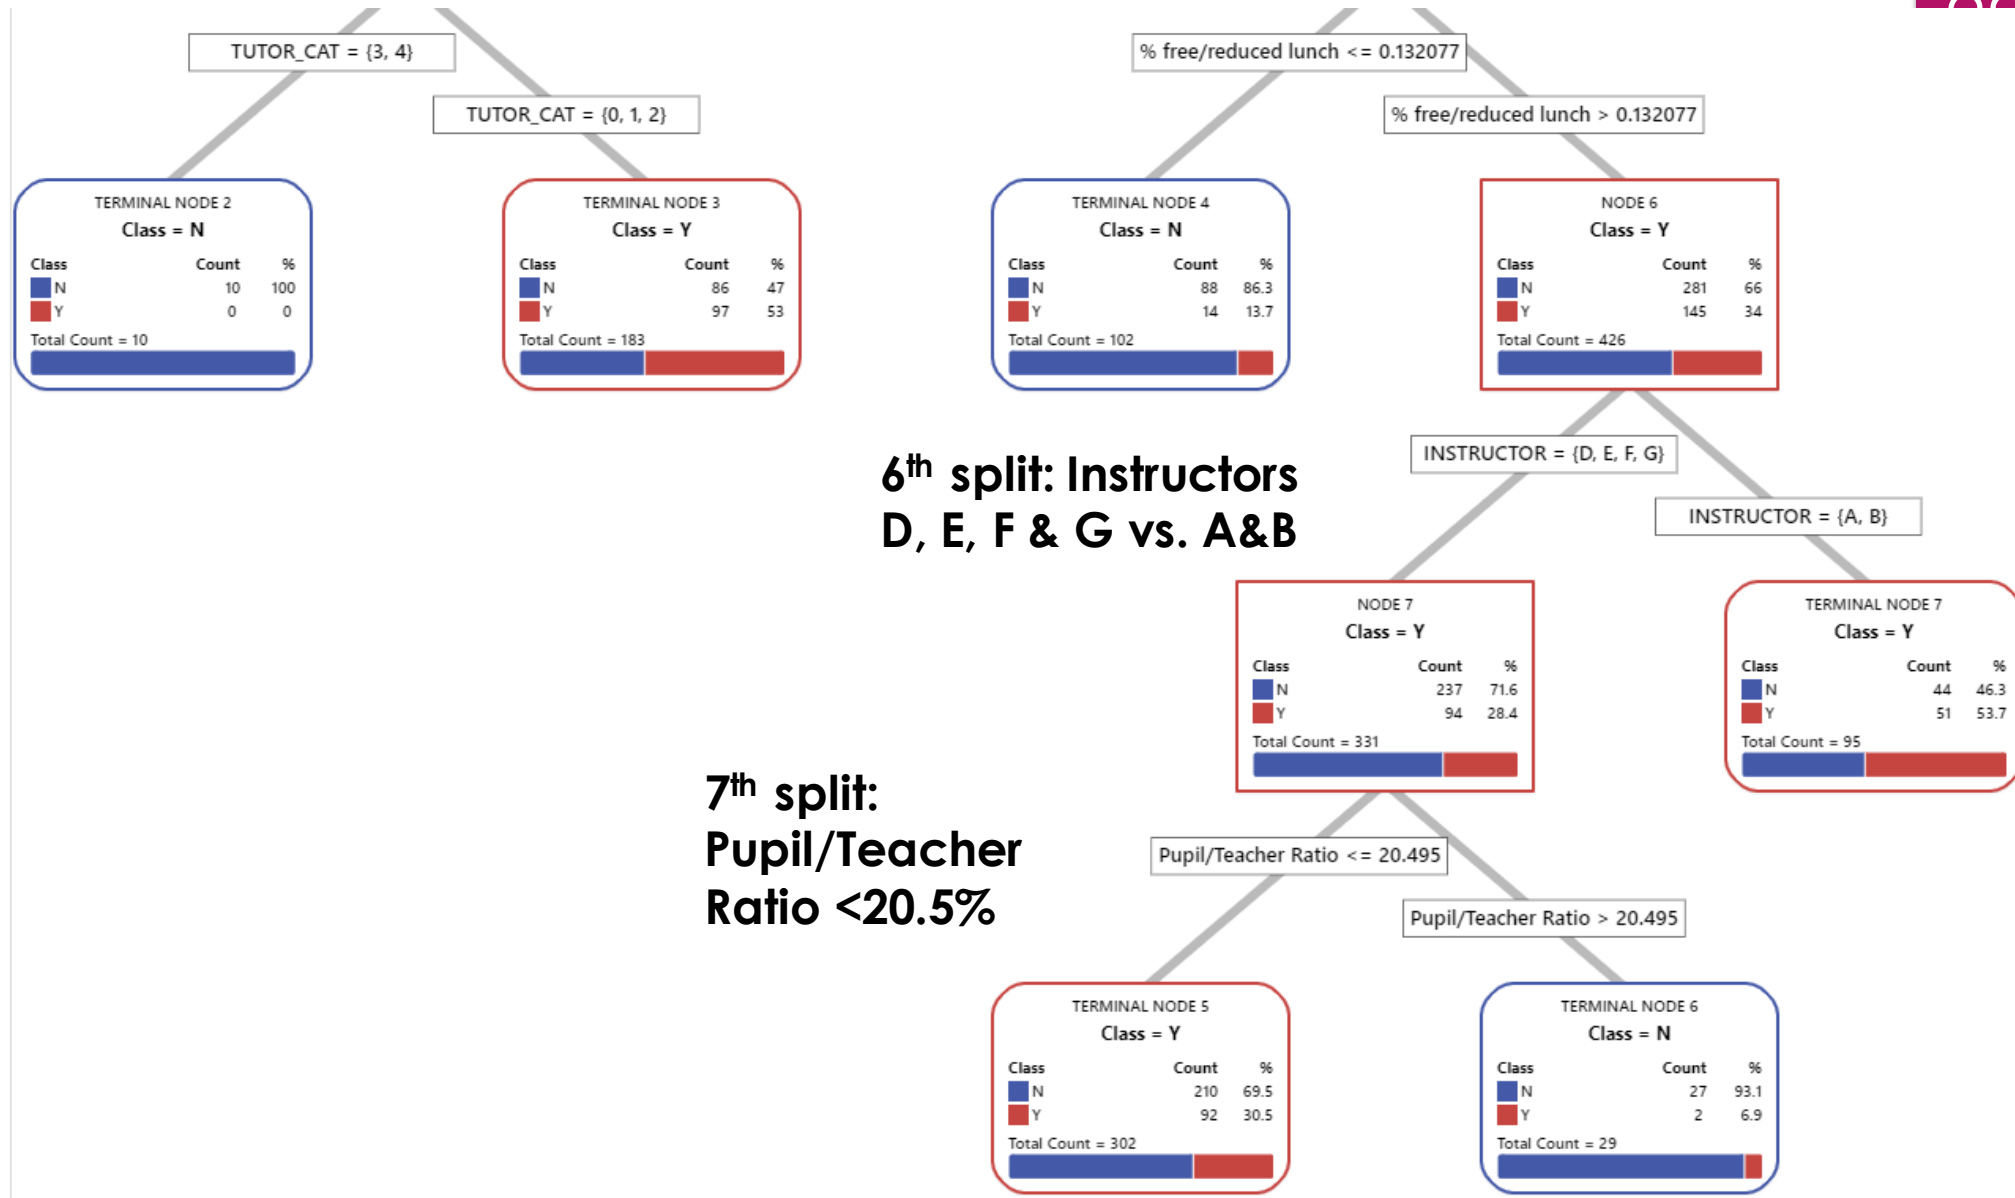 TUTOR_CAT = {3, 4}
TUTOR_CAT = {0, 1, 2}
% free/reduced lunch <= 0.132077
% free/reduced lunch > 0.132077
TERMINAL NODE 2
Class = N
Class Count %
N 10 100
Y 0 0
Total Count = 10
TERMINAL NODE 3
Class = Y
Class Count %
N 86 47
Y 97 53
Total Count = 183
TERMINAL NODE 4
Class = N
Class Count %
N 88 86.3
Y 14 13.7
Total Count = 102
NODE 6
Class = Y
Class Count %
N 281 66
Y 145 34
Total Count = 426
6th split: Instructors
D, E, F & G vs. A&B
INSTRUCTOR = {D, E, F, G}
INSTRUCTOR = {A, B}
NODE 7
Class = Y
Class Count %
N 237 71.6
Y 94 28.4
Total Count = 331
TERMINAL NODE 7
Class = Y
Class Count %
N 44 46.3
Y 51 53.7
Total Count = 95
7th split:
Pupil/Teacher
Ratio <20.5%
Pupil/Teacher Ratio <= 20.495
Pupil/Teacher Ratio > 20.495
TERMINAL NODE 5
Class = Y
Class Count %
N 210 69.5
Y 92 30.5
Total Count = 302
TERMINAL NODE 6
Class = N
Class Count %
N 27 93.1
Y 2 6.9
Total Count = 29